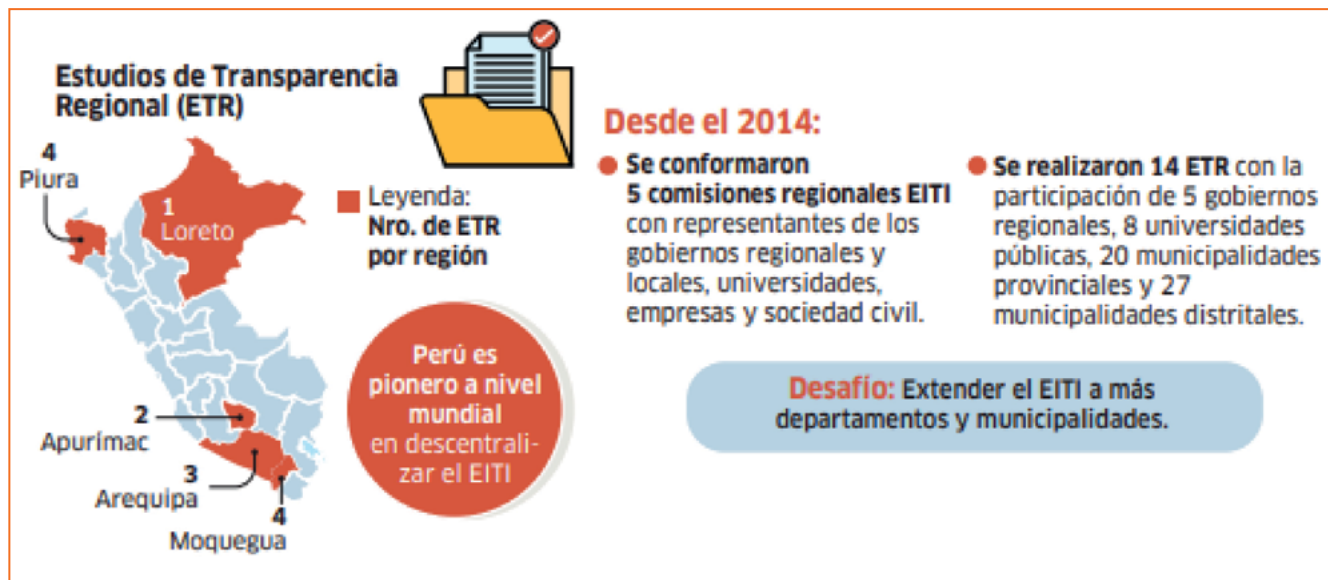 Estudios de Transparencia
Regional (ETR)
4
Piura
1
Loreto
Leyenda:
Nro. de ETR
por región
2
Apurímac
3
Arequipa
4
Moquegua
Perú es
pionero a nivel
mundial
en descentrali-
zar el EITI
Desde el 2014:
Se conformaron
5 comisiones regionales EITI
con representantes de los
gobiernos regionales y
locales, universidades,
empresas y sociedad civil.
Se realizaron 14 ETR con la
participación de 5 gobiernos
regionales, 8 universidades
públicas, 20 municipalidades
provinciales y 27
municipalidades distritales.
Desafío: Extender el EITI a más
departamentos y municipalidades.